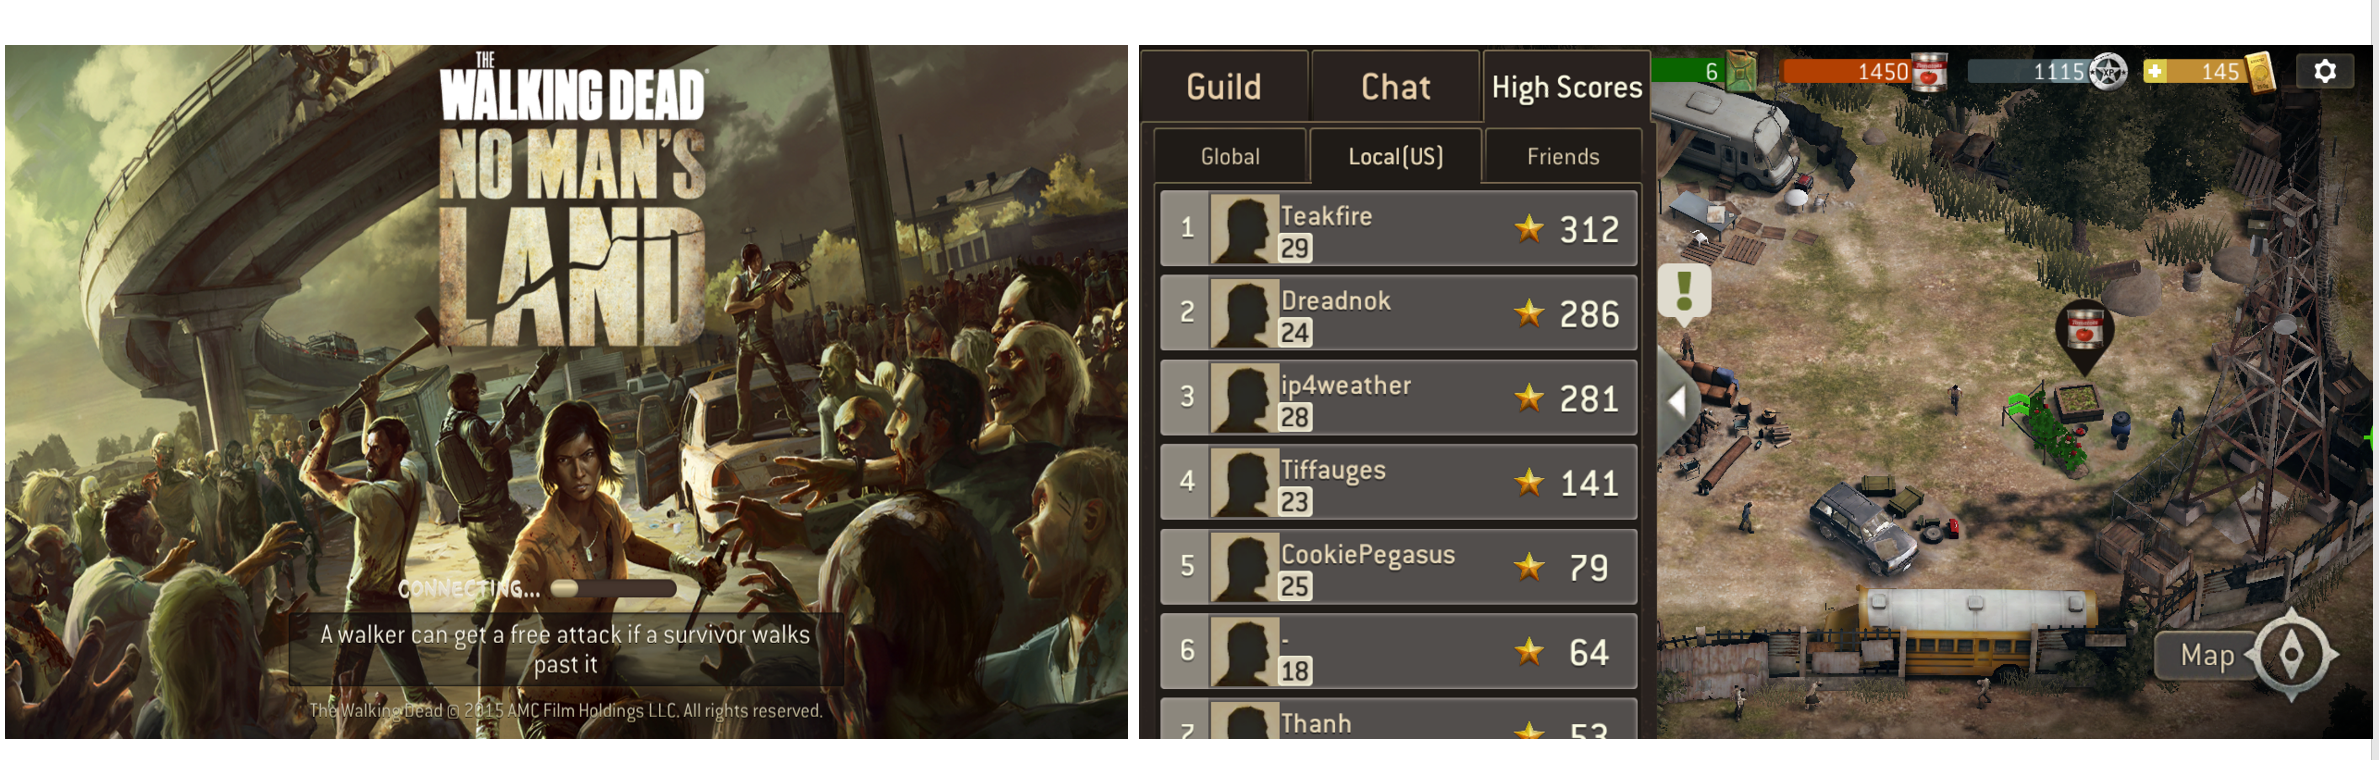 THE
WALKING DEAD
NO MAN'S
LAND
CONNECTING...
A walker can get a free attack if a survivor walks
past it
The Walking Dead © 2015 AMC Film Holdings LLC. All rights reserved.
Guild Chat High Scores
Global Local(US) Friends
1 Teakfire 29 312
2 Dreadnok 24 286
3 ip4weather 28 281
4 Tiffauges 23 141
5 CookiePegasus 25 79
6 - 18 64
7 Thanh 53
6 1450 XP 1115 + 145
!
Map